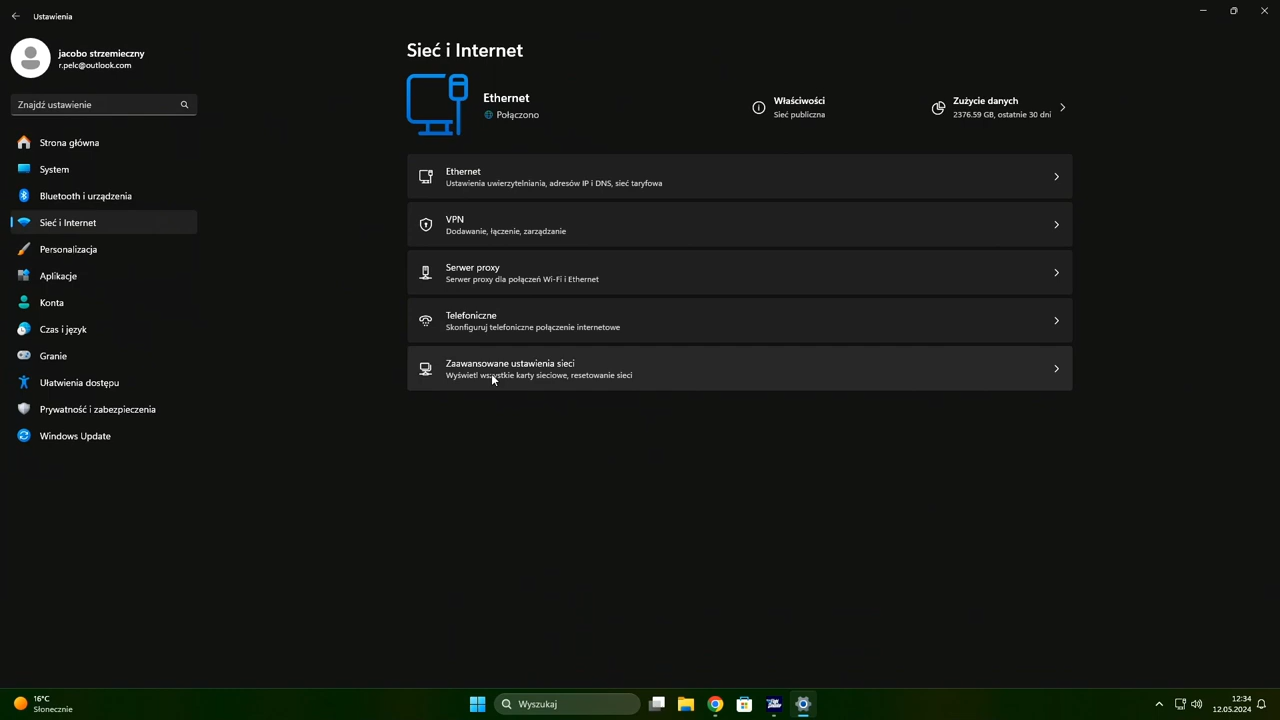 Ustawienia
jacobo strzemieczny
r.pelc@outlook.com
Znajdź ustawienie
Strona główna
System
Bluetooth i urządzenia
Sieć i Internet
Personalizacja
Aplikacje
Konta
Czas i język
Granie
Ułatwienia dostępu
Prywatność i zabezpieczenia
Windows Update
Sieć i Internet
Ethernet
Połączono
Właściwości
Sieć publiczna
Zużycie danych
2376.59 GB, ostatnie 30 dni
Ethernet
Ustawienia uwierzytelniania, adresów IP i DNS, sieć taryfowa
VPN
Dodawanie, łączenie, zarządzanie
Serwer proxy
Serwer proxy dla połączeń Wi-Fi i Ethernet
Telefoniczne
Skonfiguruj telefoniczne połączenie internetowe
Zaawansowane ustawienia sieci
Wyświetl wszystkie karty sieciowe, resetowanie sieci
16°C
Słonecznie
Wyszukaj
12:34
12.05.2024